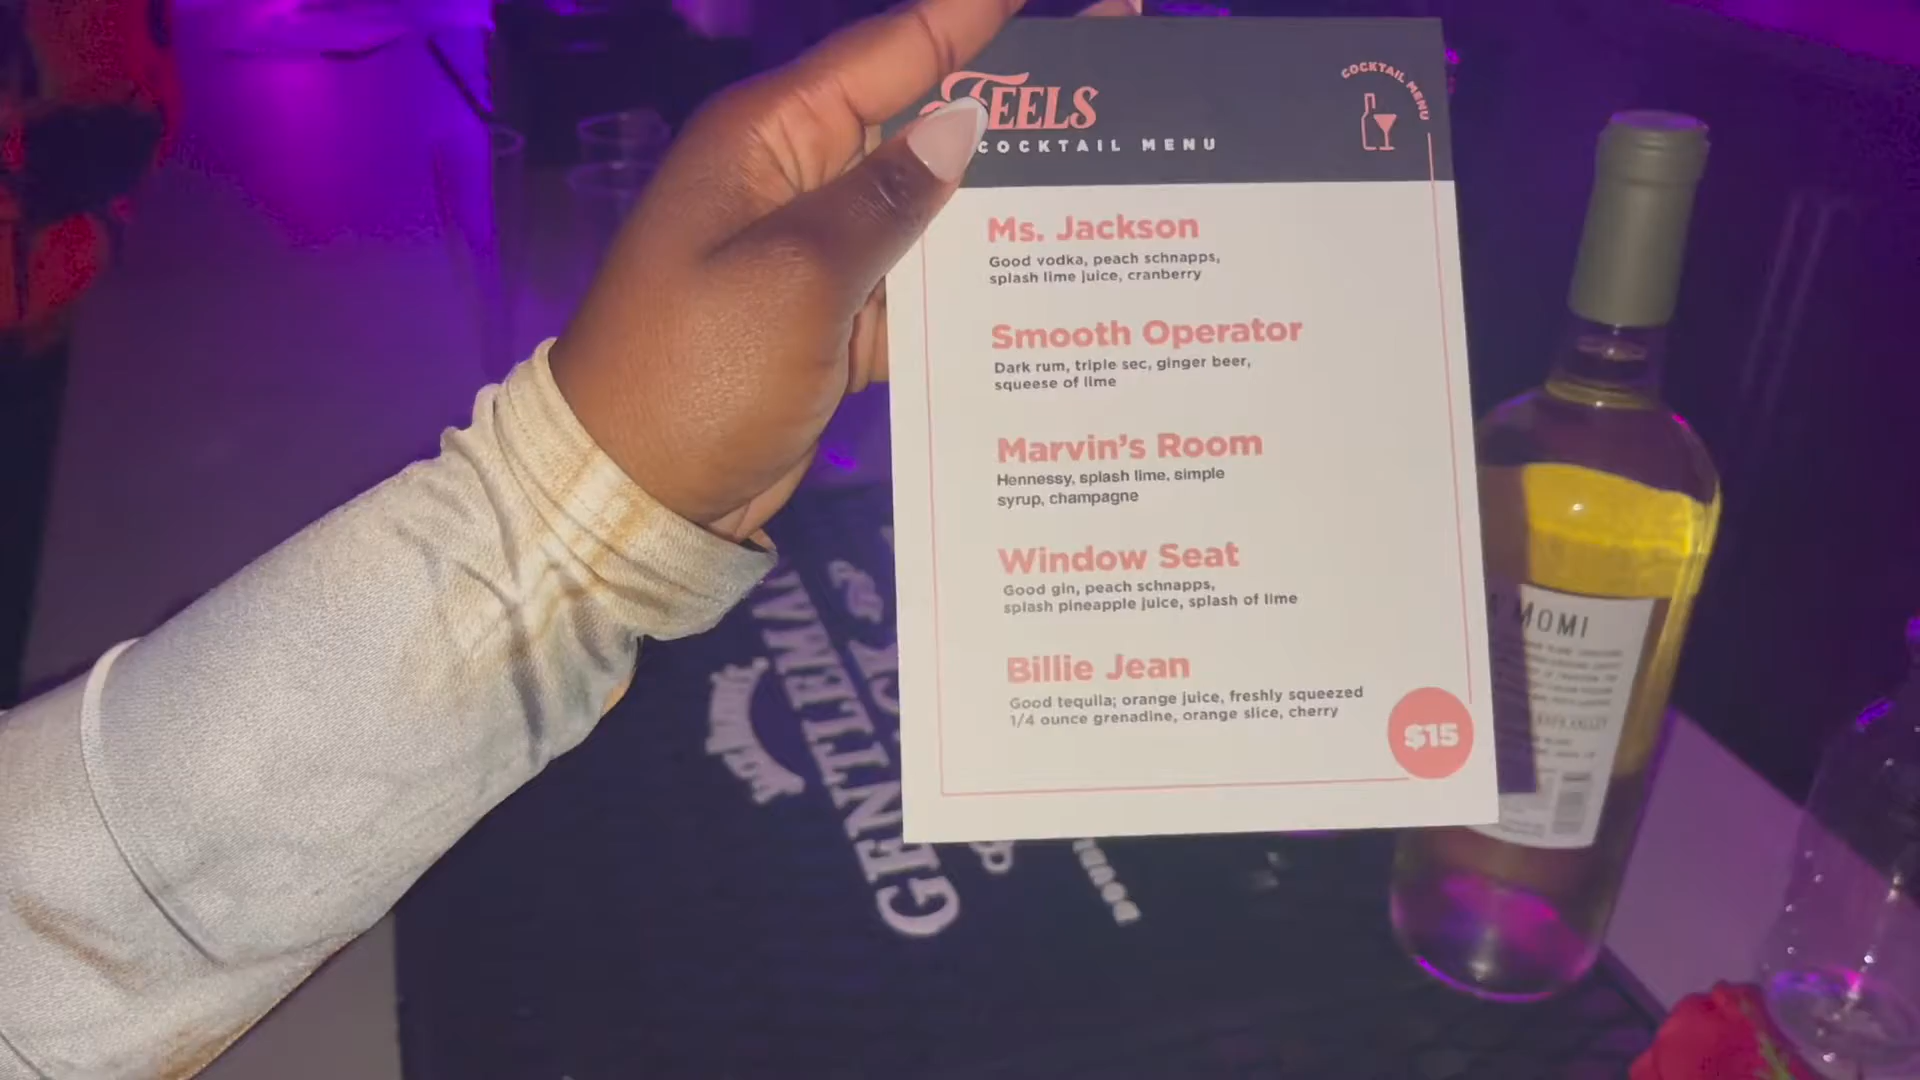 FEELS
COCKTAIL MENU
COCKTAIL MENU
Ms. Jackson
Good vodka, peach schnapps,
splash lime juice, cranberry
Smooth Operator
Dark rum, triple sec, ginger beer,
squeese of lime
Marvin's Room
Hennessy, splash lime, simple
syrup, champagne
Window Seat
Good gin, peach schnapps,
splash pineapple juice, splash of lime
Billie Jean
Good tequila; orange juice, freshly squeezed
1/4 ounce grenadine, orange slice, cherry
$15
MOMI
GENTLEMAN